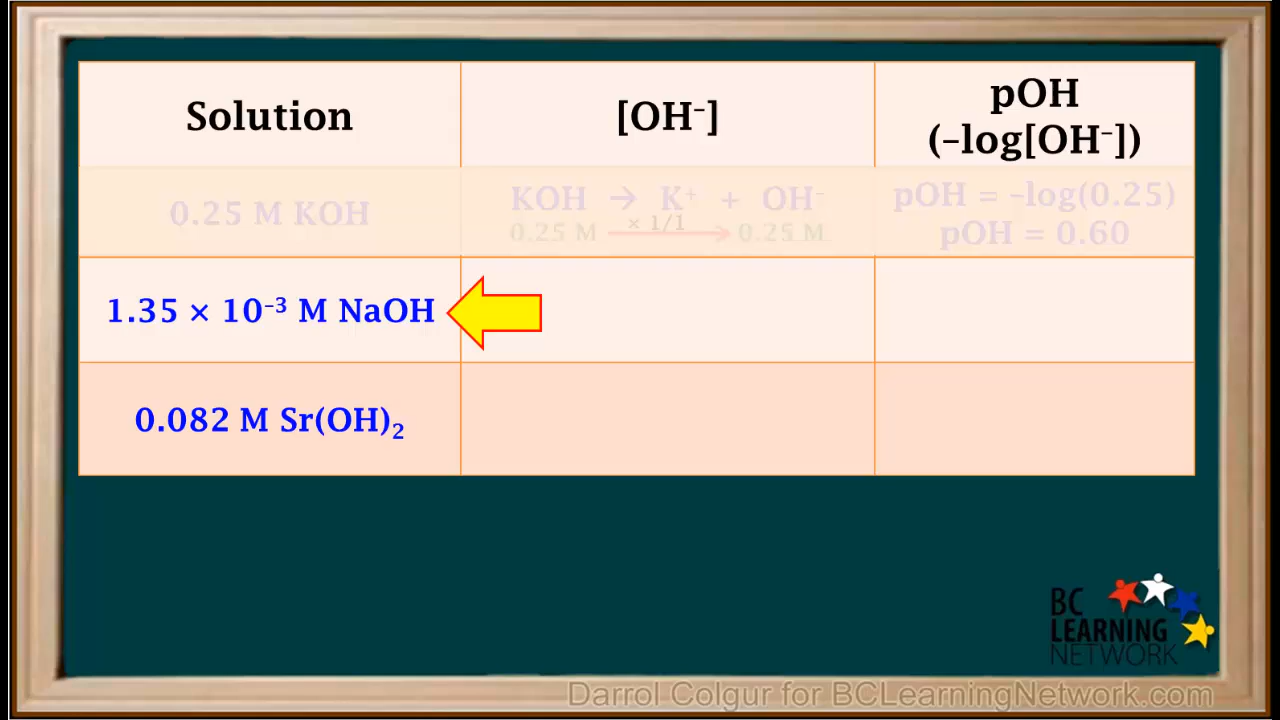 Solution
[OH⁻]
pOH
(–log[OH⁻])
0.25 M KOH
KOH → K⁺ + OH⁻
× 1/1
0.25 M 0.25 M
pOH = –log(0.25)
pOH = 0.60
1.35 × 10⁻³ M NaOH
0.082 M Sr(OH)₂
BC
LEARNING
NETWORK
Darrol Colgur for BCLearningNetwork.com